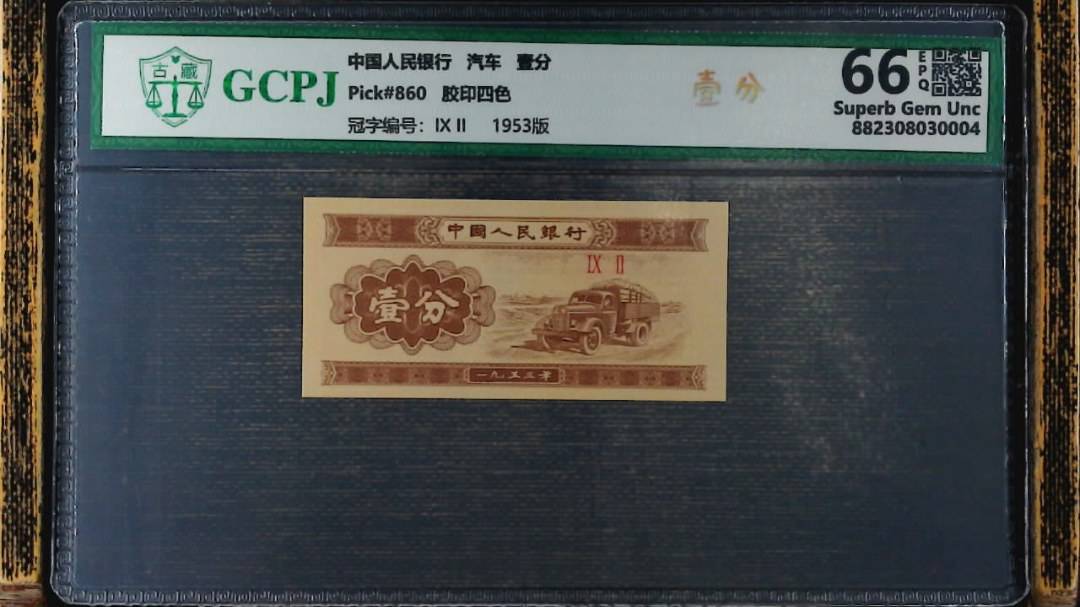 古藏
GCPJ
中国人民银行 汽车 壹分
Pick#860 胶印四色
冠字编号: IX II 1953版
壹分
66 EPQ
Superb Gem Unc
882308030004
中國人民銀行
IX II
壹分
一九五三年